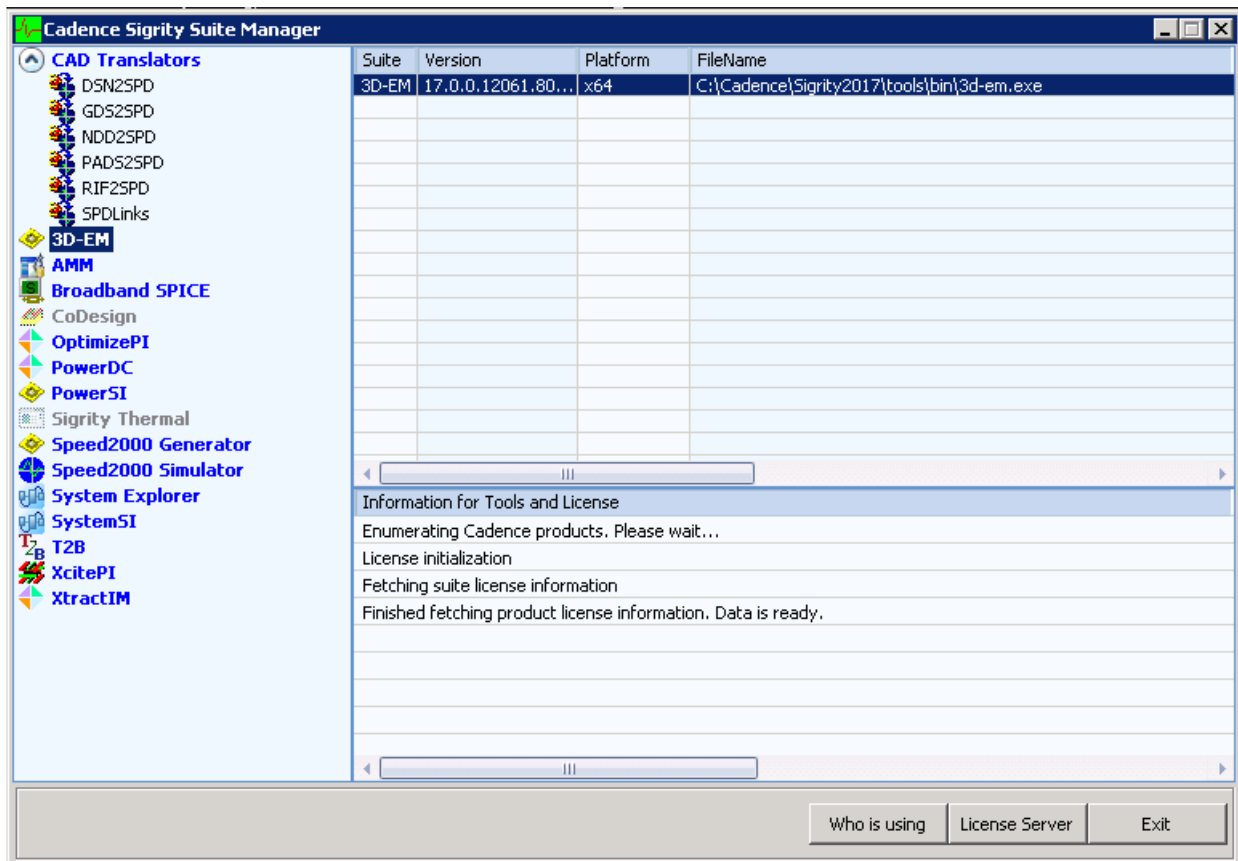 Cadence Sigrity Suite Manager
CAD Translators
DSN2SPD
GDS2SPD
NDD2SPD
PADS2SPD
RIF2SPD
SPDLinks
3D-EM
AMM
Broadband SPICE
CoDesign
OptimizePI
PowerDC
PowerSI
Sigrity Thermal
Speed2000 Generator
Speed2000 Simulator
System Explorer
SystemSI
T2B
XcitePI
XtractIM
Suite Version Platform FileName
3D-EM 17.0.0.12061.80... x64 C:\Cadence\Sigrity2017\tools\bin\3d-em.exe
Information for Tools and License
Enumerating Cadence products. Please wait...
License initialization
Fetching suite license information
Finished fetching product license information. Data is ready.
Who is using License Server Exit